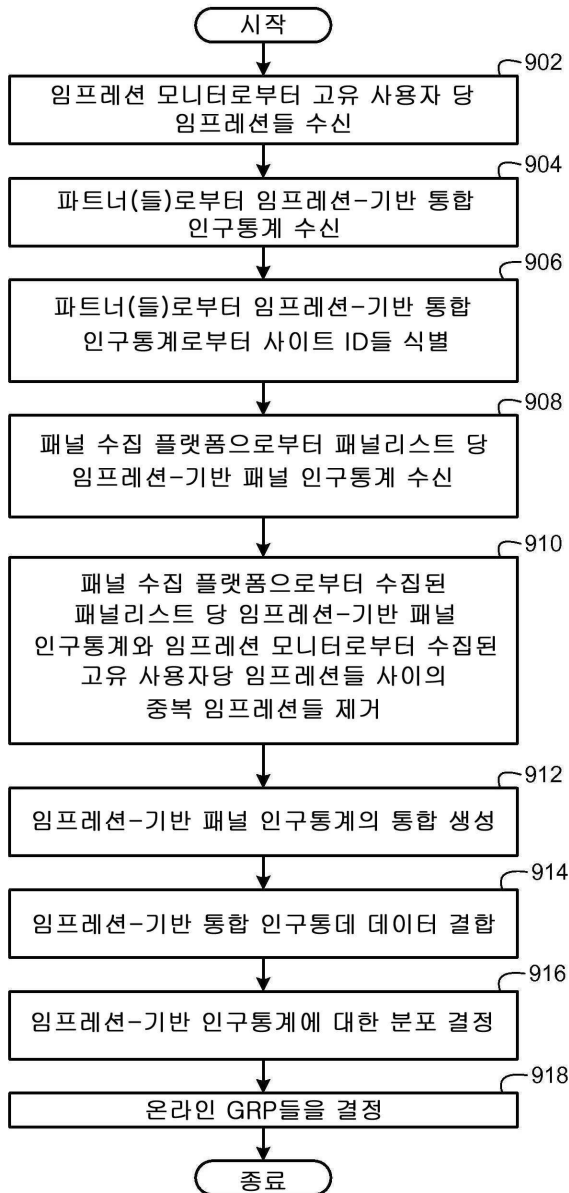 시작
902
임프레션 모니터로부터 고유 사용자 당
임프레션들 수신
904
파트너(들)로부터 임프레션-기반 통합
인구통계 수신
906
파트너(들)로부터 임프레션-기반 통합
인구통계로부터 사이트 ID들 식별
908
패널 수집 플랫폼으로부터 패널리스트 당
임프레션-기반 패널 인구통계 수신
910
패널 수집 플랫폼으로부터 수집된
패널리스트 당 임프레션-기반 패널
인구통계와 임프레션 모니터로부터 수집된
고유 사용자당 임프레션들 사이의
중복 임프레션들 제거
912
임프레션-기반 패널 인구통계의 통합 생성
914
임프레션-기반 통합 인구통데 데이터 결합
916
임프레션-기반 인구통계에 대한 분포 결정
918
온라인 GRP들을 결정
종료